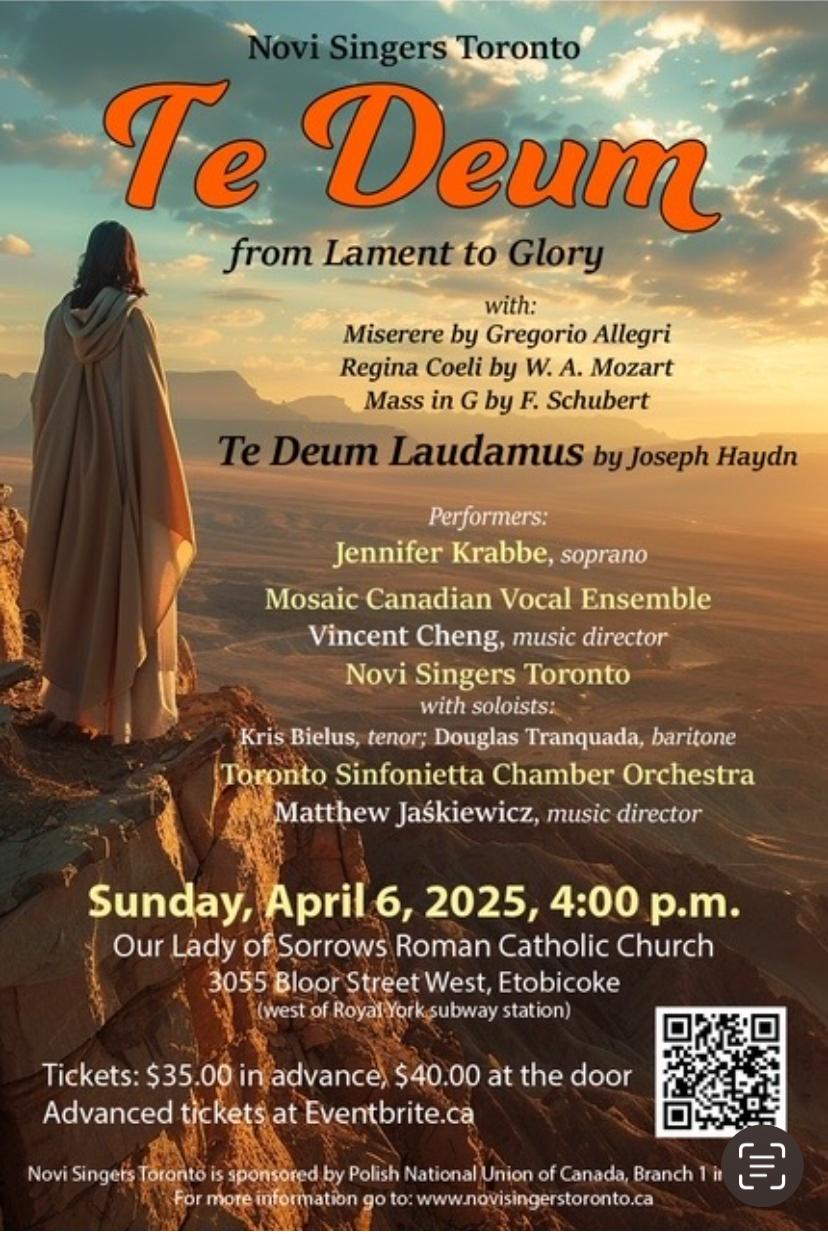 Novi Singers Toronto
Te Deum
from Lament to Glory
with:
Miserere by Gregorio Allegri
Regina Coeli by W. A. Mozart
Mass in G by F. Schubert
Te Deum Laudamus by Joseph Haydn
Performers:
Jennifer Krabbe, soprano
Mosaic Canadian Vocal Ensemble
Vincent Cheng, music director
Novi Singers Toronto
with soloists:
Kris Bielus, tenor; Douglas Tranquada, baritone
Toronto Sinfonietta Chamber Orchestra
Matthew Jaśkiewicz, music director
Sunday, April 6, 2025, 4:00 p.m.
Our Lady of Sorrows Roman Catholic Church
3055 Bloor Street West, Etobicoke
(west of Royal York subway station)
Tickets: $35.00 in advance, $40.00 at the door
Advanced tickets at Eventbrite.ca
Novi Singers Toronto is sponsored by Polish National Union of Canada, Branch 1
For more information go to: www.novisingerstoronto.ca